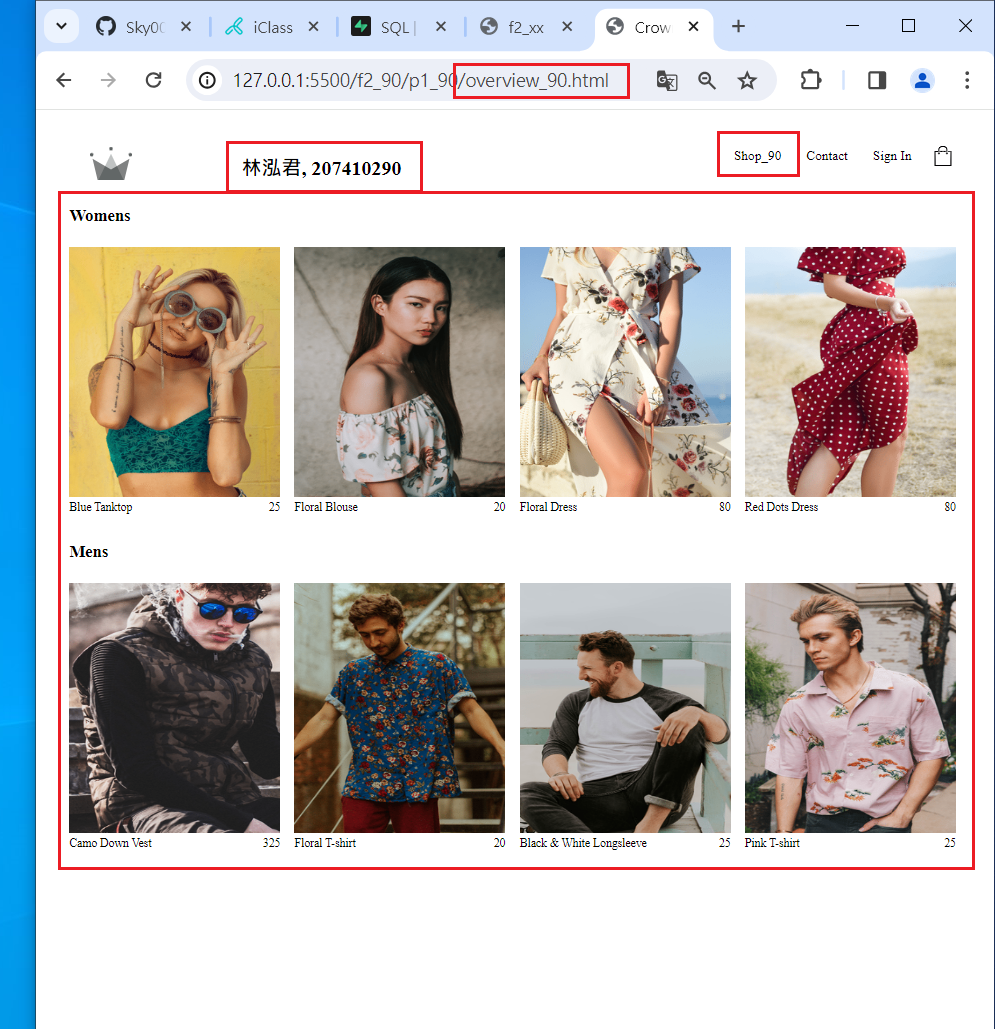 Sky00
iClass
SQL |
f2_xx
Crow
127.0.0.1:5500/f2_90/p1_90/overview_90.html
林泓君, 207410290
Shop_90
Contact
Sign In
Womens
Blue Tanktop 25
Floral Blouse 20
Floral Dress 80
Red Dots Dress 80
Mens
Camo Down Vest 325
Floral T-shirt 20
Black & White Longsleeve 25
Pink T-shirt 25